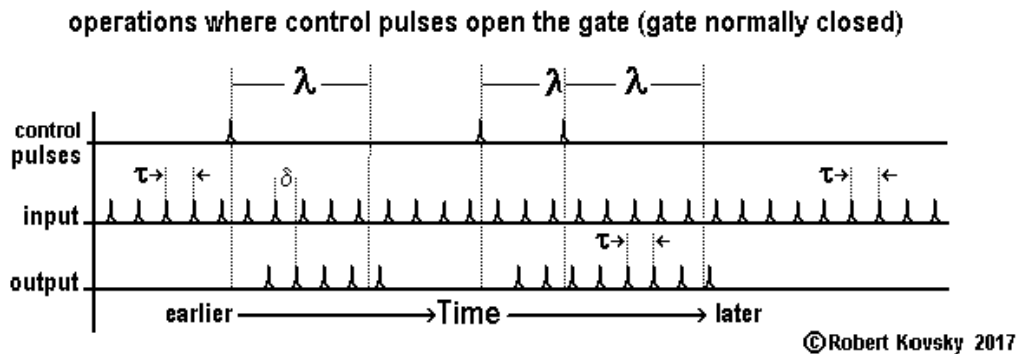 operations where control pulses open the gate (gate normally closed)
λ λ λ
control
pulses
τ→ ← δ τ→ ←
input
τ→ ←
output
earlier → Time → later
©Robert Kovsky 2017